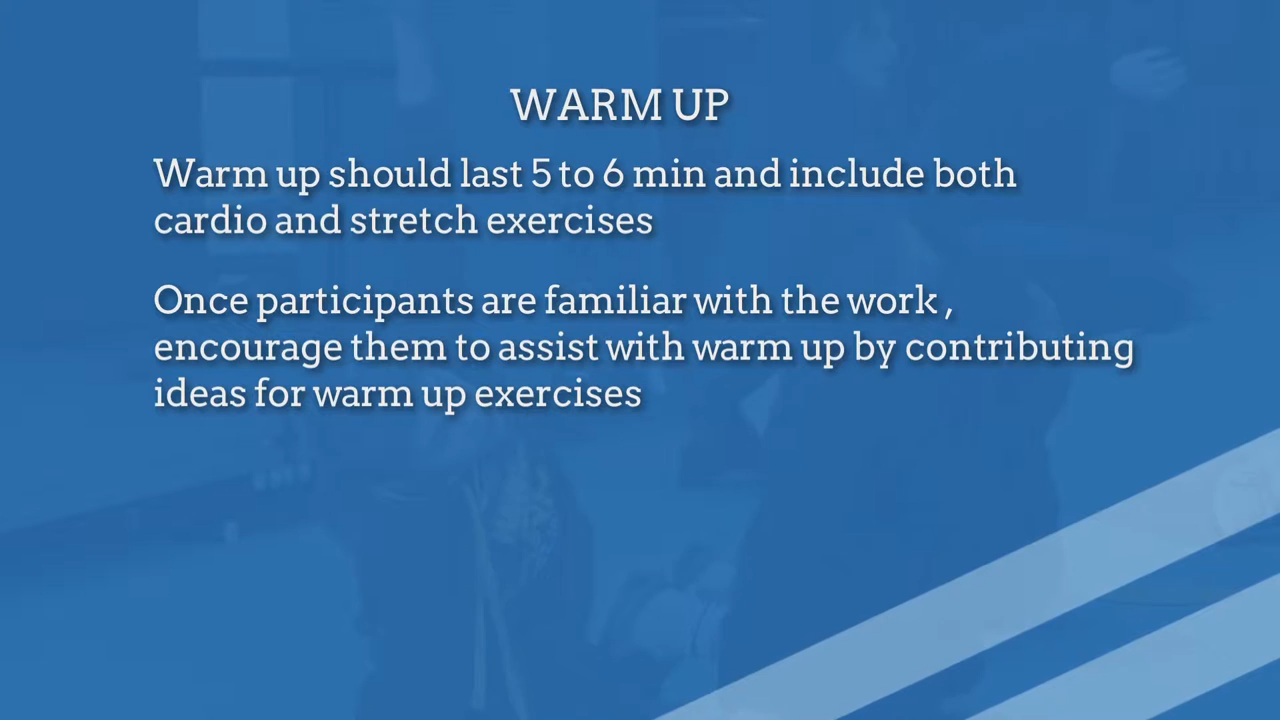 WARM UP
Warm up should last 5 to 6 min and include both
cardio and stretch exercises
Once participants are familiar with the work ,
encourage them to assist with warm up by contributing
ideas for warm up exercises